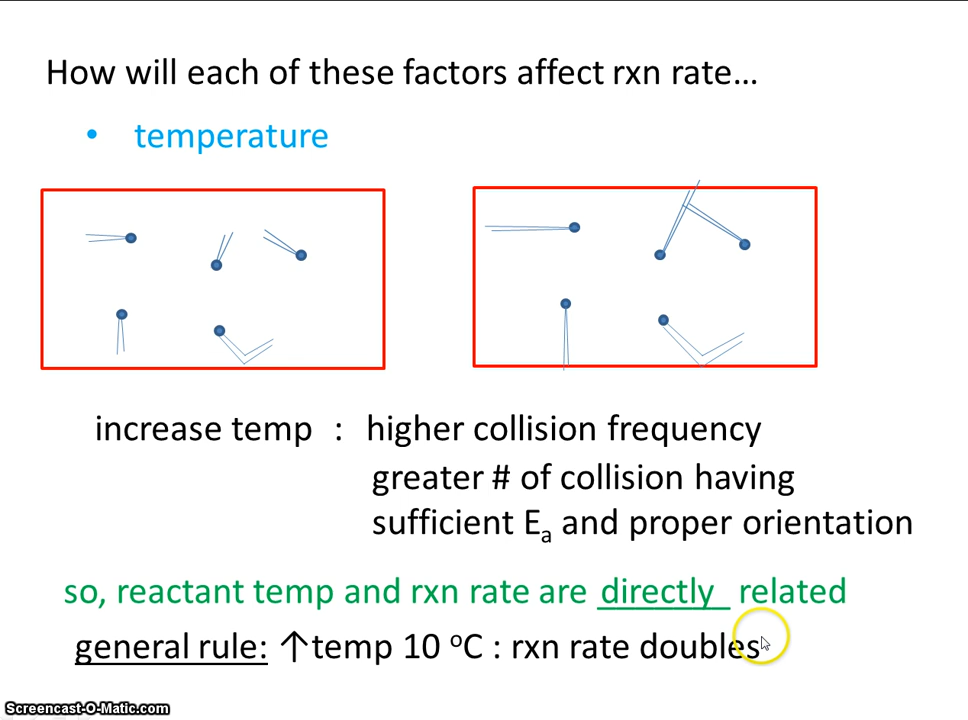 How will each of these factors affect rxn rate…
• temperature
increase temp : higher collision frequency
greater # of collision having
sufficient Eₐ and proper orientation
so, reactant temp and rxn rate are directly related
general rule: ↑temp 10 ᵒC : rxn rate doubles
Screencast-O-Matic.com